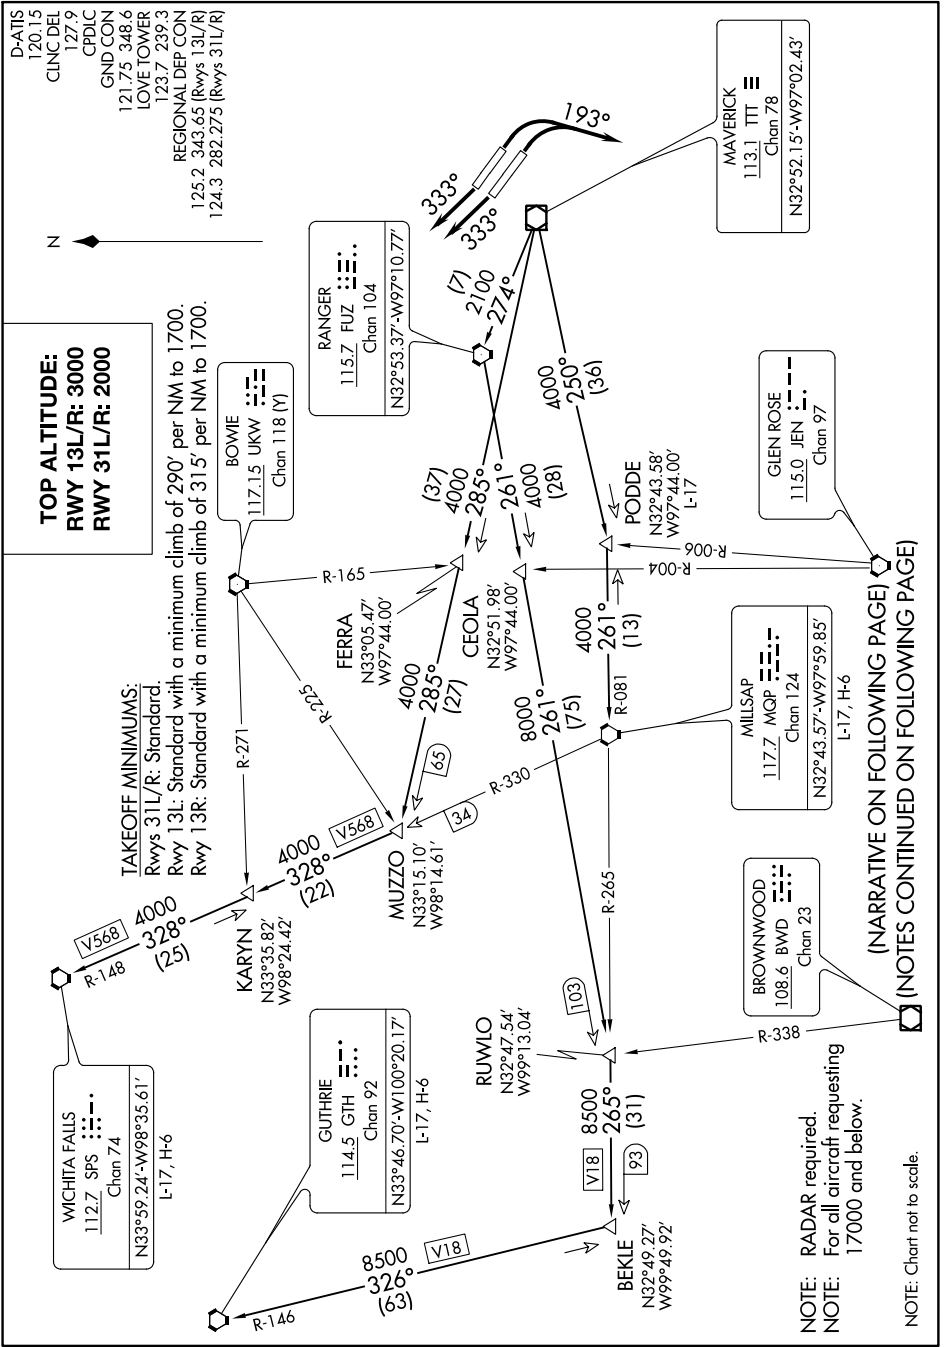 D-ATIS
120.15
CLNC DEL
127.9
CPDLC
GND CON
121.75 348.6
LOVE TOWER
123.7 239.3
REGIONAL DEP CON
125.2 343.65 (Rwys 13L/R)
124.3 282.275 (Rwys 31L/R)
N
TOP ALTITUDE:
RWY 13L/R: 3000
RWY 31L/R: 2000
TAKEOFF MINIMUMS:
Rwys 31L/R: Standard.
Rwy 13L: Standard with a minimum climb of 290' per NM to 1700.
Rwy 13R: Standard with a minimum climb of 315' per NM to 1700.
WICHITA FALLS
112.7 SPS
Chan 74
N33°59.24'-W98°35.61'
L-17, H-6
V568
4000
328°
(25)
R-148
KARYN
N33°35.82'
W98°24.42'
R-271
4000
328°
(22)
V568
R-225
BOWIE
117.15 UKW
Chan 118 (Y)
R-165
RANGER
115.7 FUZ
Chan 104
N32°53.37'-W97°10.77'
333°
333°
193°
MAVERICK
113.1 TTT
Chan 78
N32°52.15'-W97°02.43'
(7)
2100
274°
(37)
4000
285°
261°
4000
(28)
4000
250°
(36)
FERRA
N33°05.47'
W97°44.00'
CEOLA
N32°51.98'
W97°44.00'
PODDE
N32°43.58'
W97°44.00'
L-17
4000
285°
(27)
65
MUZZO
N33°15.10'
W98°14.61'
34
R-330
8000
261°
(75)
4000
261°
(13)
R-081
R-004
R-006
GLEN ROSE
115.0 JEN
Chan 97
MILLSAP
117.7 MQP
Chan 124
N32°43.57'-W97°59.85'
L-17, H-6
R-265
103
RUWLO
N32°47.54'
W99°13.04'
BROWNWOOD
108.6 BWD
Chan 23
R-338
8500
265°
(31)
V18
93
BEKLE
N32°49.27'
W99°49.92'
GUTHRIE
114.5 GTH
Chan 92
N33°46.70'-W100°20.17'
L-17, H-6
8500
326°
(63)
V18
R-146
(NARRATIVE ON FOLLOWING PAGE)
(NOTES CONTINUED ON FOLLOWING PAGE)
NOTE: RADAR required.
NOTE: For all aircraft requesting
17000 and below.
NOTE: Chart not to scale.